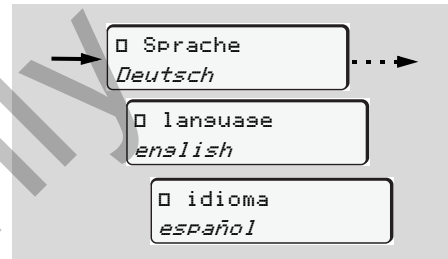 ▯ Sprache
Deutsch
▯ language
english
▯ idioma
español